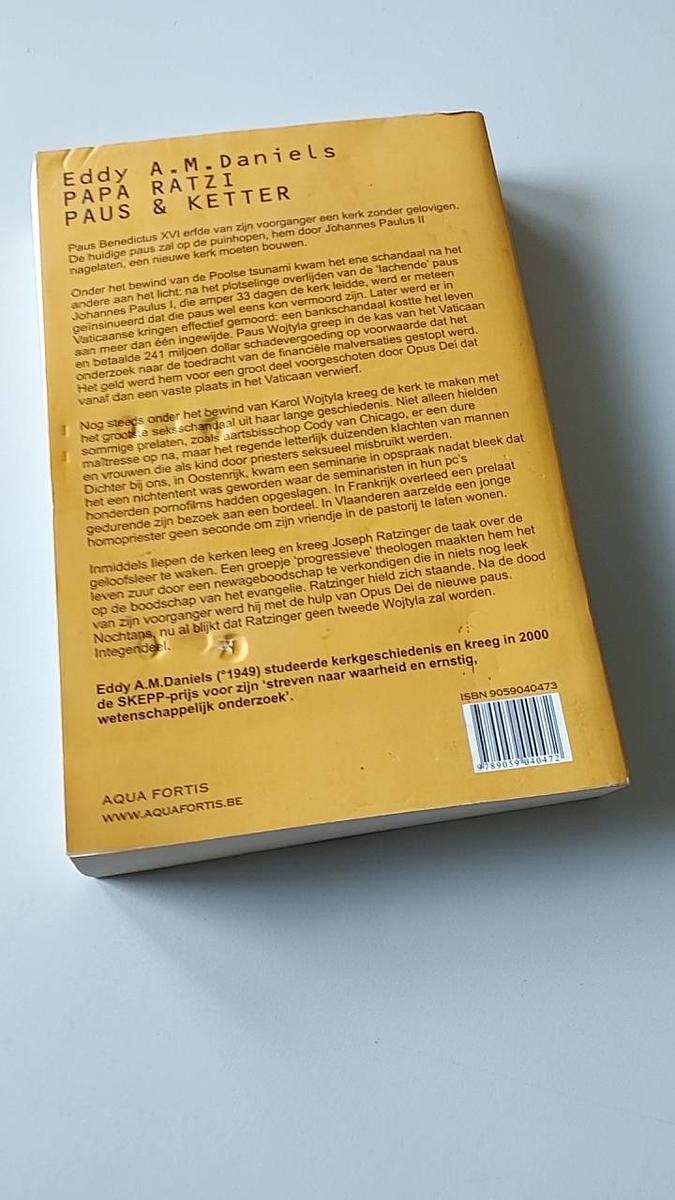 Eddy A.M.Daniels
PAPA RATZI
PAUS & KETTER
Paus Benedictus XVI erfde van zijn voorganger een kerk zonder gelovigen.
De huidige paus zal op de puinhopen, hem door Johannes Paulus II
nagelaten, een nieuwe kerk moeten bouwen.
Onder het bewind van de Poolse tsunami kwam het ene schandaal na het
andere aan het licht: na het plotselinge overlijden van de 'lachende' paus
Johannes Paulus I, die amper 33 dagen de kerk leidde, werd er meteen
geïnsinueerd dat die paus wel eens kon vermoord zijn. Later werd er in
Vaticaanse kringen effectief gemoord: een bankschandaal kostte het leven
aan meer dan één ingewijde. Paus Wojtyla greep in de kas van het Vaticaan
en betaalde 241 miljoen dollar schadevergoeding op voorwaarde dat het
onderzoek naar de toedracht van de financiële malversaties gestopt werd.
Het geld werd hem voor een groot deel voorgeschoten door Opus Dei dat
vanaf dan een vaste plaats in het Vaticaan verwierf.
Nog steeds onder het bewind van Karol Wojtyla kreeg de kerk te maken met
het grootste seksschandaal uit haar lange geschiedenis. Niet alleen hielden
sommige prelaten, zoals aartsbisschop Cody van Chicago, er een dure
maîtresse op na, maar het regende letterlijk duizenden klachten van mannen
en vrouwen die als kind door priesters seksueel misbruikt werden.
Dichter bij ons, in Oostenrijk, kwam een seminarie in opspraak nadat bleek dat
het een nichtentent was geworden waar de seminaristen in hun pc's
honderden pornofilms hadden opgeslagen. In Frankrijk overleed een prelaat
gedurende zijn bezoek aan een bordeel. In Vlaanderen aarzelde een jonge
homopriester geen seconde om zijn vriendje in de pastorij te laten wonen.
Inmiddels liepen de kerken leeg en kreeg Joseph Ratzinger de taak over de
geloofsleer te waken. Een groepje 'progressieve' theologen maakten hem het
leven zuur door een newageboodschap te verkondigen die in niets nog leek
op de boodschap van het evangelie. Ratzinger hield zich staande. Na de dood
van zijn voorganger werd hij met de hulp van Opus Dei de nieuwe paus.
Nochtans, nu al blijkt dat Ratzinger geen tweede Wojtyla zal worden.
Integendeel.
Eddy A.M.Daniels (°1949) studeerde kerkgeschiedenis en kreeg in 2000
de SKEPP-prijs voor zijn 'streven naar waarheid en ernstig,
wetenschappelijk onderzoek'.
ISBN 9059040473
9 789059 040472
AQUA FORTIS
WWW.AQUAFORTIS.BE